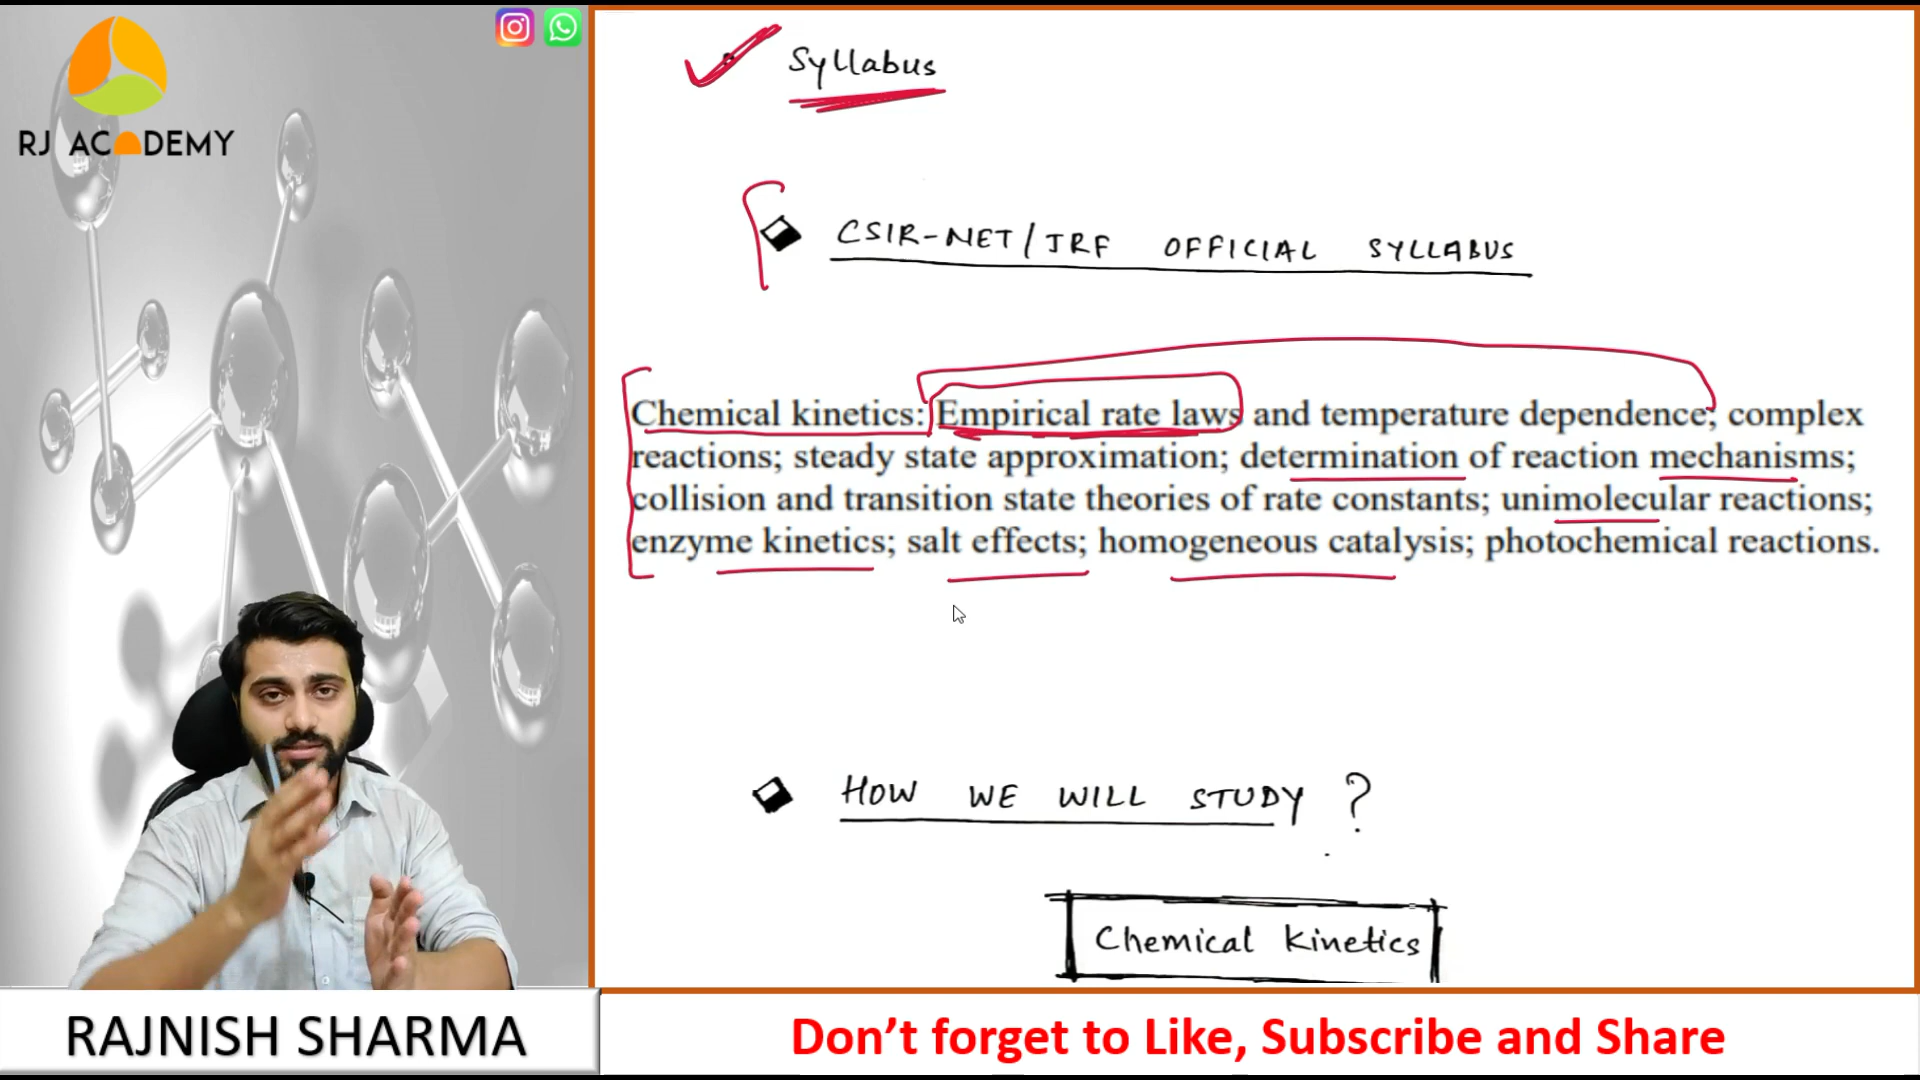 RJ ACADEMY
Syllabus
CSIR-NET/JRF OFFICIAL SYLLABUS
Chemical kinetics: Empirical rate laws and temperature dependence; complex
reactions; steady state approximation; determination of reaction mechanisms;
collision and transition state theories of rate constants; unimolecular reactions;
enzyme kinetics; salt effects; homogeneous catalysis; photochemical reactions.
HOW WE WILL STUDY ?
Chemical Kinetics
RAJNISH SHARMA
Don't forget to Like, Subscribe and Share